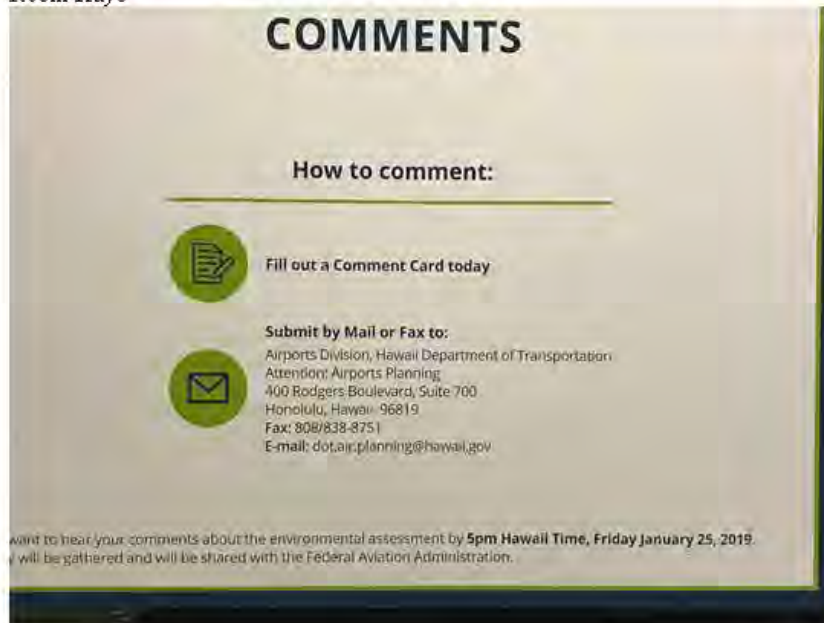 COMMENTS
How to comment:
Fill out a Comment Card today
Submit by Mail or Fax to:
Airports Division, Hawaii Department of Transportation
Attention: Airports Planning
400 Rodgers Boulevard, Suite 700
Honolulu, Hawaii 96819
Fax: 808/838-8751
E-mail: dot.air.planning@hawaii.gov
want to hear your comments about the environmental assessment by 5pm Hawaii Time, Friday January 25, 2019.
will be gathered and will be shared with the Federal Aviation Administration.